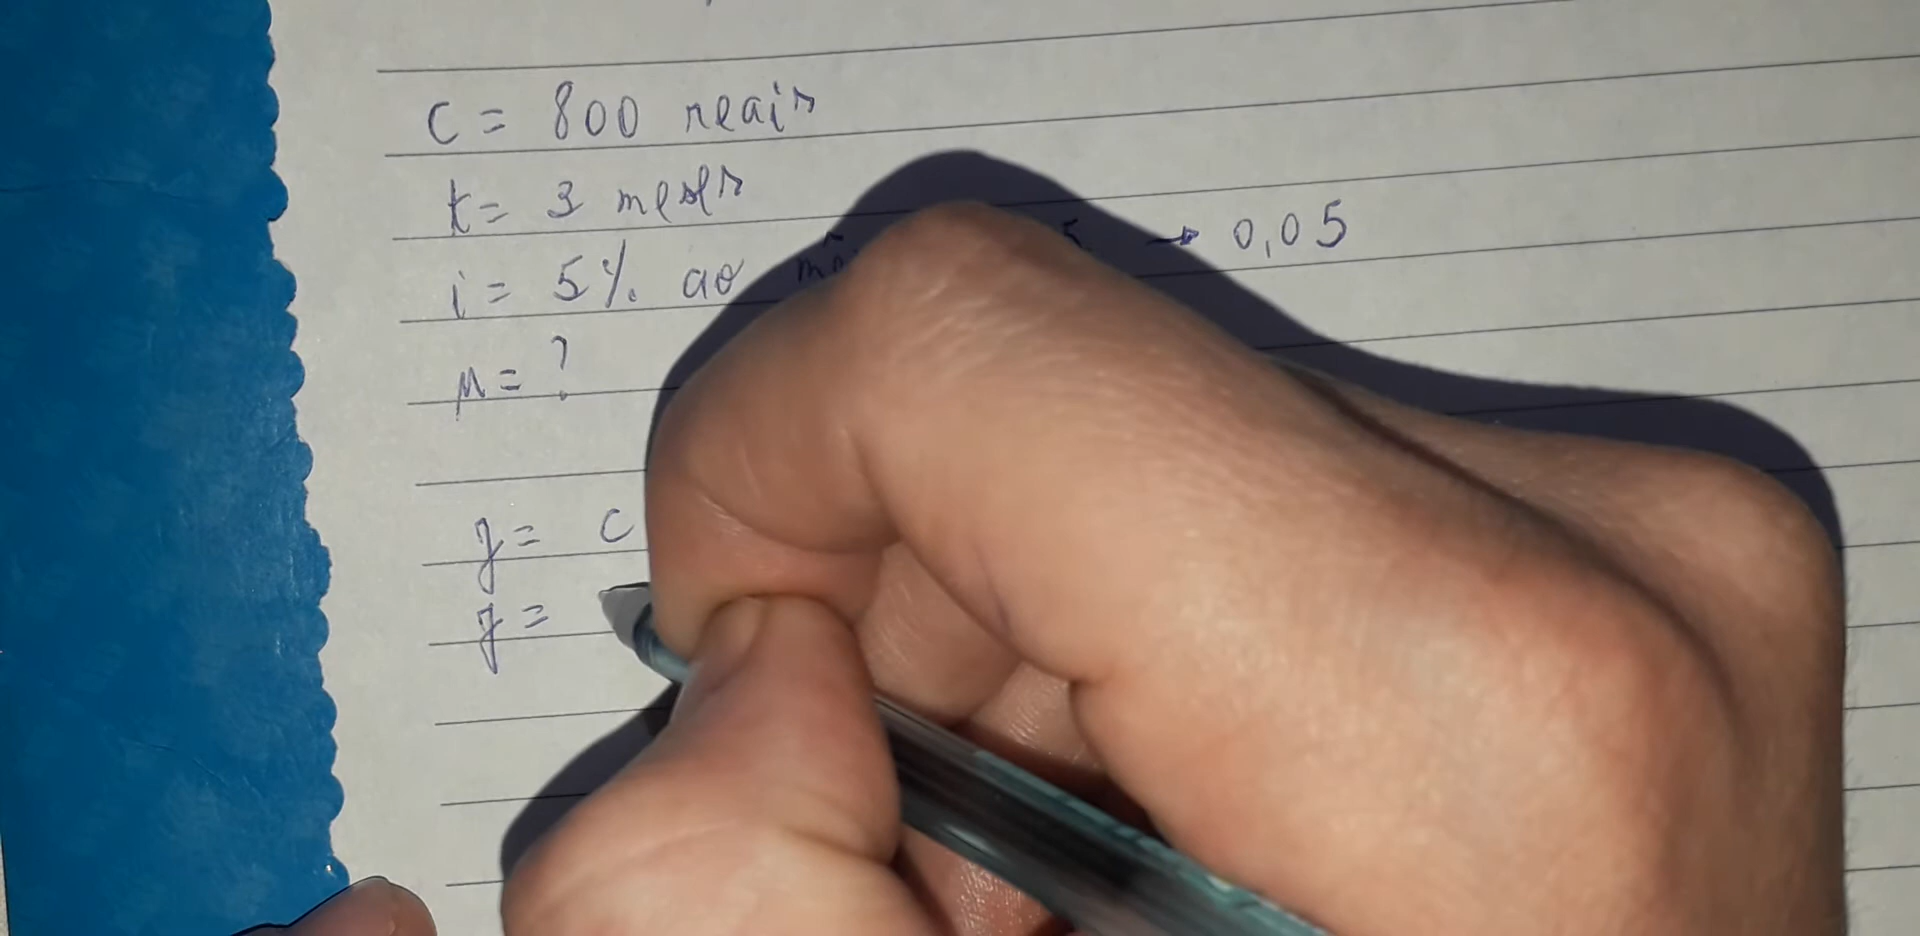 C = 800 reais
t = 3 meses
i = 5% ao → 0,05
M = ?
J = C
J =